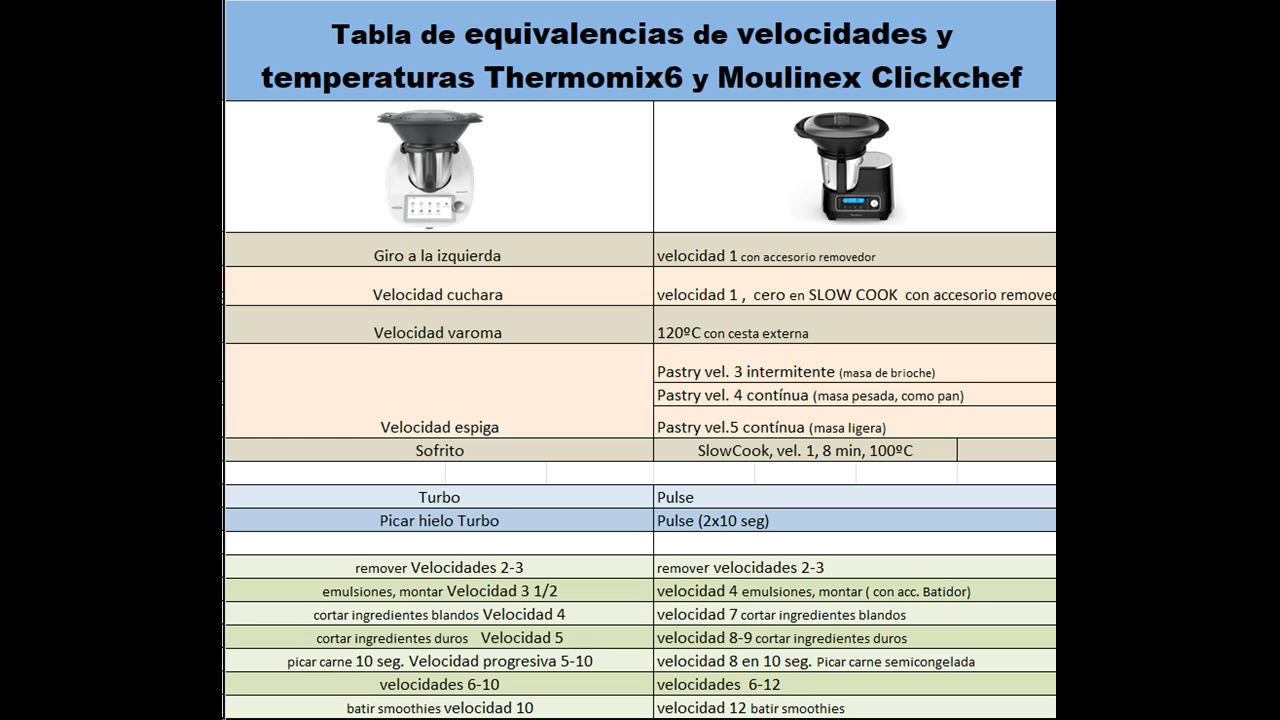 Tabla de equivalencias de velocidades y
temperaturas Thermomix6 y Moulinex Clickchef
Giro a la izquierda
velocidad 1 con accesorio removedor
Velocidad cuchara
velocidad 1 , cero en SLOW COOK con accesorio removed
Velocidad varoma
120ºC con cesta externa
Pastry vel. 3 intermitente (masa de brioche)
Pastry vel. 4 contínua (masa pesada, como pan)
Velocidad espiga
Pastry vel.5 contínua (masa ligera)
Sofrito
SlowCook, vel. 1, 8 min, 100ºC
Turbo
Pulse
Picar hielo Turbo
Pulse (2x10 seg)
remover Velocidades 2-3
remover velocidades 2-3
emulsiones, montar Velocidad 3 1/2
velocidad 4 emulsiones, montar ( con acc. Batidor)
cortar ingredientes blandos Velocidad 4
velocidad 7 cortar ingredientes blandos
cortar ingredientes duros Velocidad 5
velocidad 8-9 cortar ingredientes duros
picar carne 10 seg. Velocidad progresiva 5-10
velocidad 8 en 10 seg. Picar carne semicongelada
velocidades 6-10
velocidades 6-12
batir smoothies velocidad 10
velocidad 12 batir smoothies